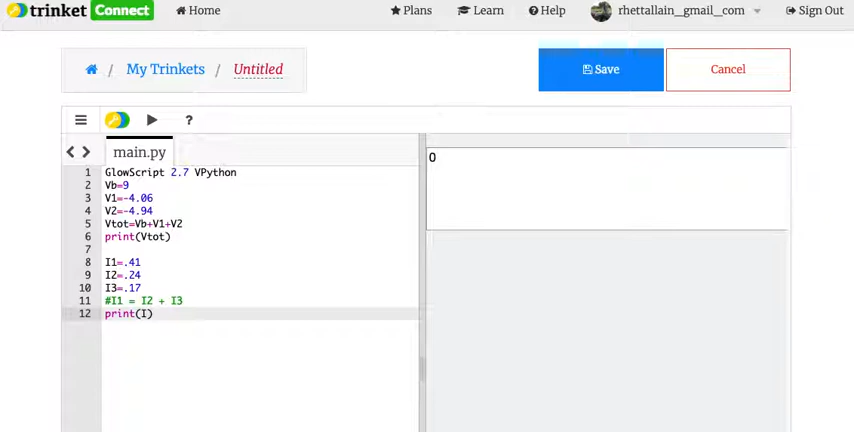 trinket Connect Home Plans Learn Help rhettallain_gmail_com Sign Out
/ My Trinkets / Untitled Save Cancel
?
main.py
1 GlowScript 2.7 VPython
2 Vb=9
3 V1=-4.06
4 V2=-4.94
5 Vtot=Vb+V1+V2
6 print(Vtot)
7
8 I1=.41
9 I2=.24
10 I3=.17
11 #I1 = I2 + I3
12 print(I)
0